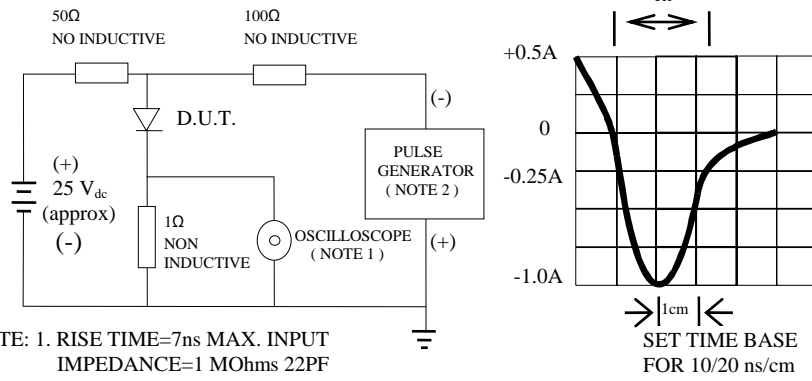 50Ω
NO INDUCTIVE
100Ω
NO INDUCTIVE
D.U.T.
(+)
25 Vdc
(approx)
(-)
1Ω
NON
INDUCTIVE
OSCILLOSCOPE
( NOTE 1 )
(-)
PULSE
GENERATOR
( NOTE 2 )
(+)
+0.5A
0
-0.25A
-1.0A
1cm
SET TIME BASE
FOR 10/20 ns/cm
1. RISE TIME=7ns MAX. INPUT
IMPEDANCE=1 MOhms 22PF